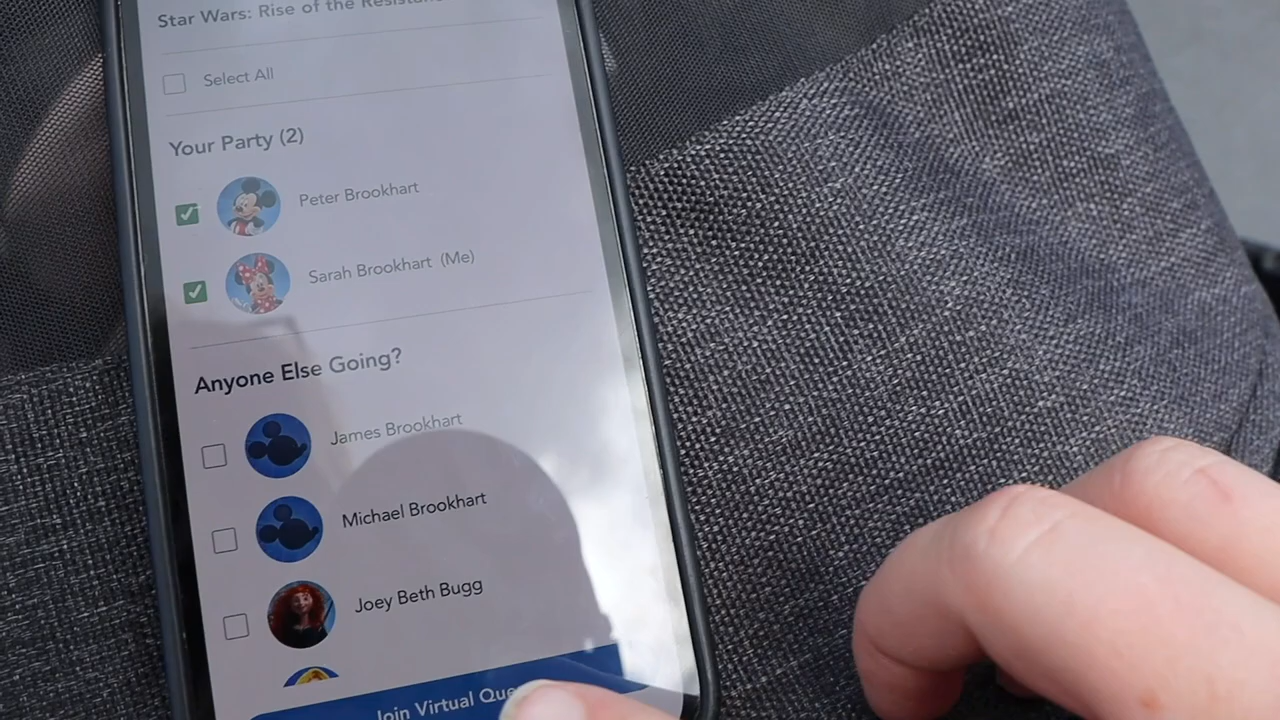 Star Wars: Rise of the Resistance
Select All
Your Party (2)
Peter Brookhart
Sarah Brookhart (Me)
Anyone Else Going?
James Brookhart
Michael Brookhart
Joey Beth Bugg
Join Virtual Que